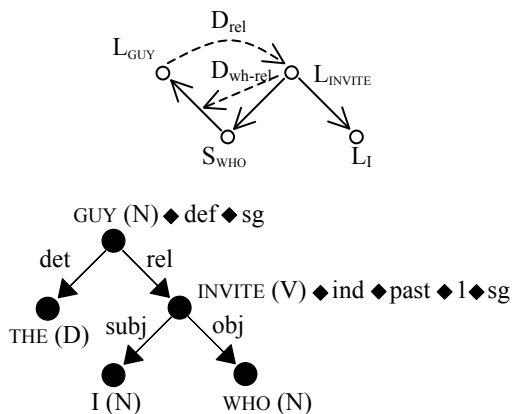 D_rel
L_GUY
D_wh-rel
L_INVITE
S_WHO
L_I
GUY (N) ◆ def ◆ sg
det rel
INVITE (V) ◆ ind ◆ past ◆ 1 ◆ sg
THE (D)
subj obj
I (N) WHO (N)